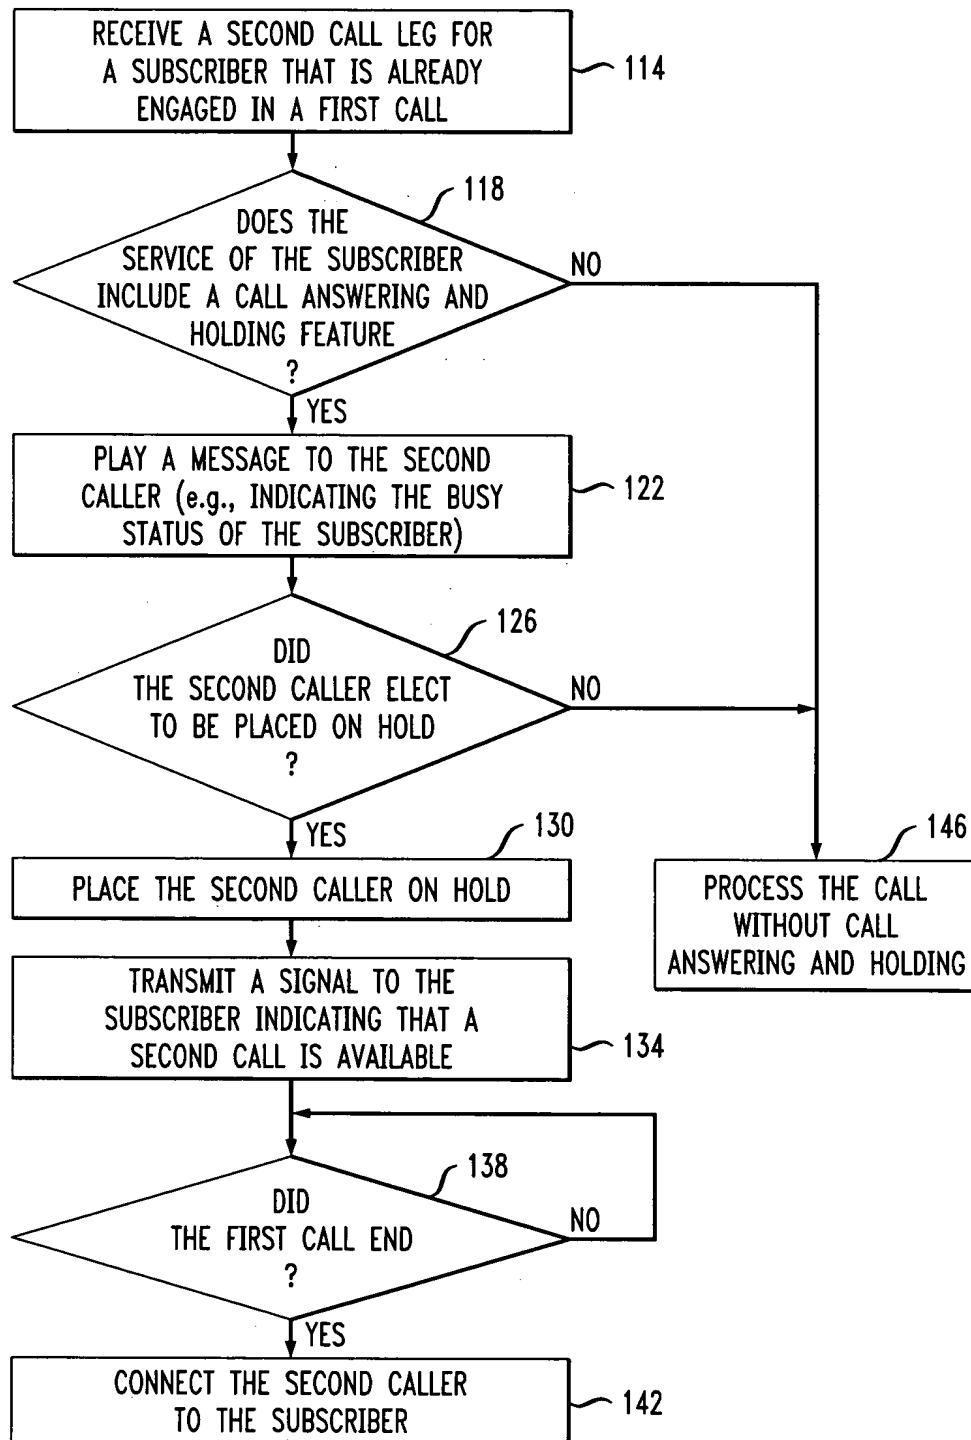 RECEIVE A SECOND CALL LEG FOR
A SUBSCRIBER THAT IS ALREADY
ENGAGED IN A FIRST CALL
114
118
DOES THE
SERVICE OF THE SUBSCRIBER
INCLUDE A CALL ANSWERING AND
HOLDING FEATURE
?
NO
YES
PLAY A MESSAGE TO THE SECOND
CALLER (e.g., INDICATING THE BUSY
STATUS OF THE SUBSCRIBER)
122
126
DID
THE SECOND CALLER ELECT
TO BE PLACED ON HOLD
?
NO
YES
130
PLACE THE SECOND CALLER ON HOLD
146
PROCESS THE CALL
WITHOUT CALL
ANSWERING AND HOLDING
TRANSMIT A SIGNAL TO THE
SUBSCRIBER INDICATING THAT A
SECOND CALL IS AVAILABLE
134
138
DID
THE FIRST CALL END
?
NO
YES
CONNECT THE SECOND CALLER
TO THE SUBSCRIBER
142